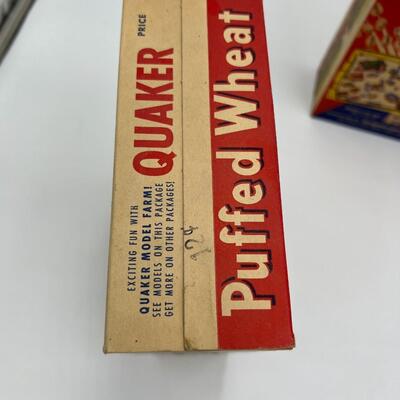 EXCITING FUN WITH
QUAKER MODEL FARM!
SEE MODELS ON THIS PACKAGE
GET MORE ON OTHER PACKAGES!
QUAKER
PRICE
Puffed Wheat